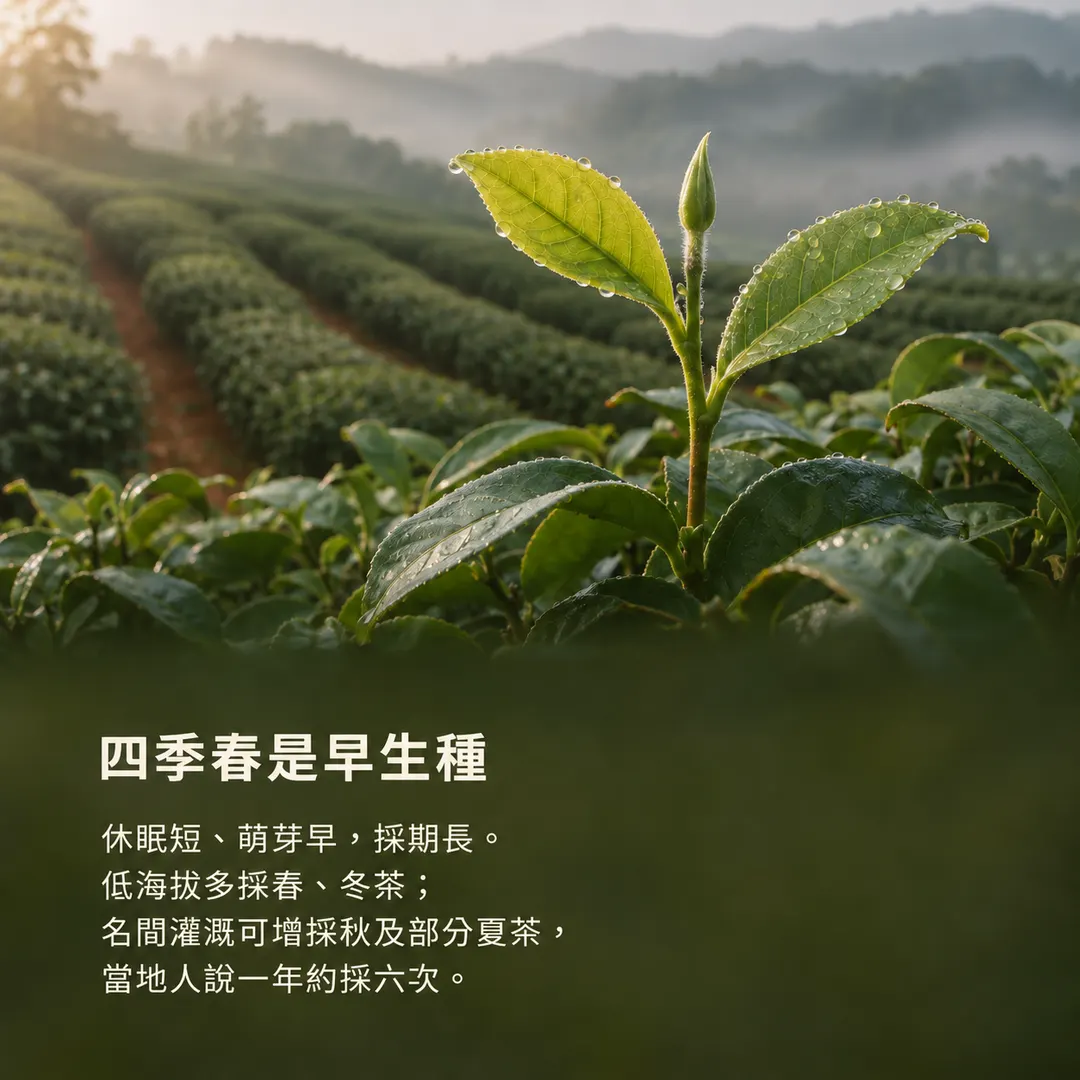 四季春是早生種
休眠短、萌芽早，採期長。
低海拔多採春、冬茶；
名間灌溉可增採秋及部分夏茶，
當地人說一年約採六次。